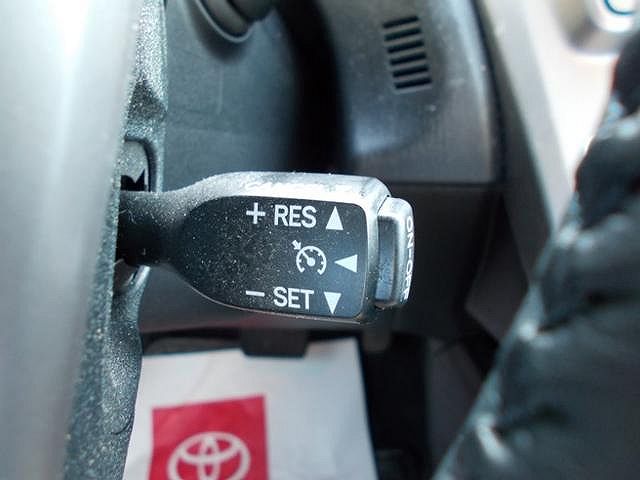 + RES
- SET
ON-OFF